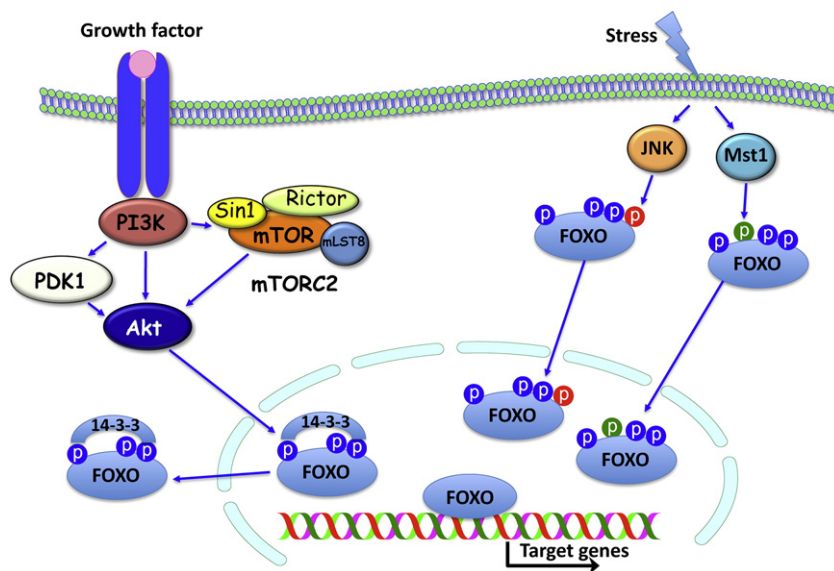 Growth factor
Stress
JNK
Mst1
PI3K
Sin1
Rictor
mTOR
mLST8
mTORC2
PDK1
Akt
p
p
p
p
FOXO
p
p
p
p
FOXO
p
p
p
p
FOXO
p
p
p
p
FOXO
14-3-3
p
p
p
FOXO
14-3-3
p
p
p
FOXO
FOXO
Target genes